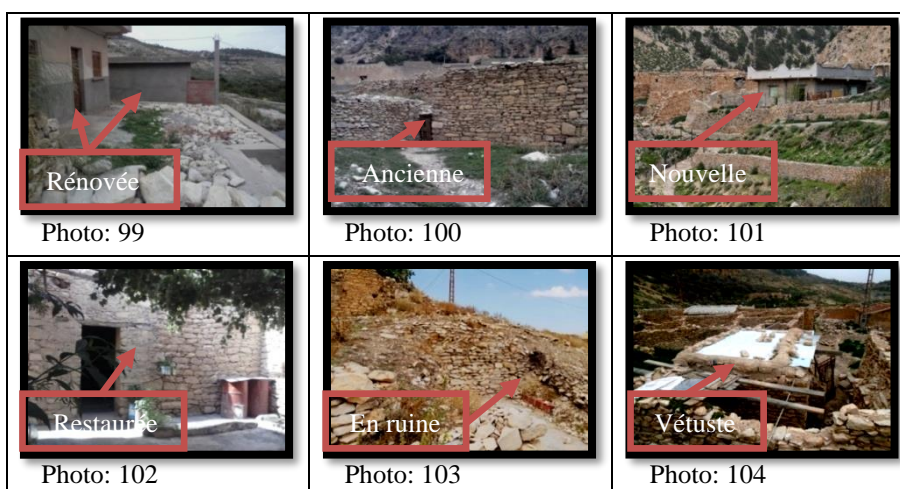 Rénovée
Ancienne
Nouvelle
Photo: 99
Photo: 100
Photo: 101
Restaurée
En ruine
Vétuste
Photo: 102
Photo: 103
Photo: 104